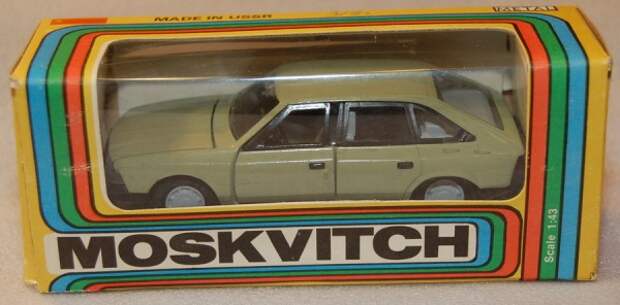 MADE IN USSR
METAL
MOSKVITCH
Scale 1:43